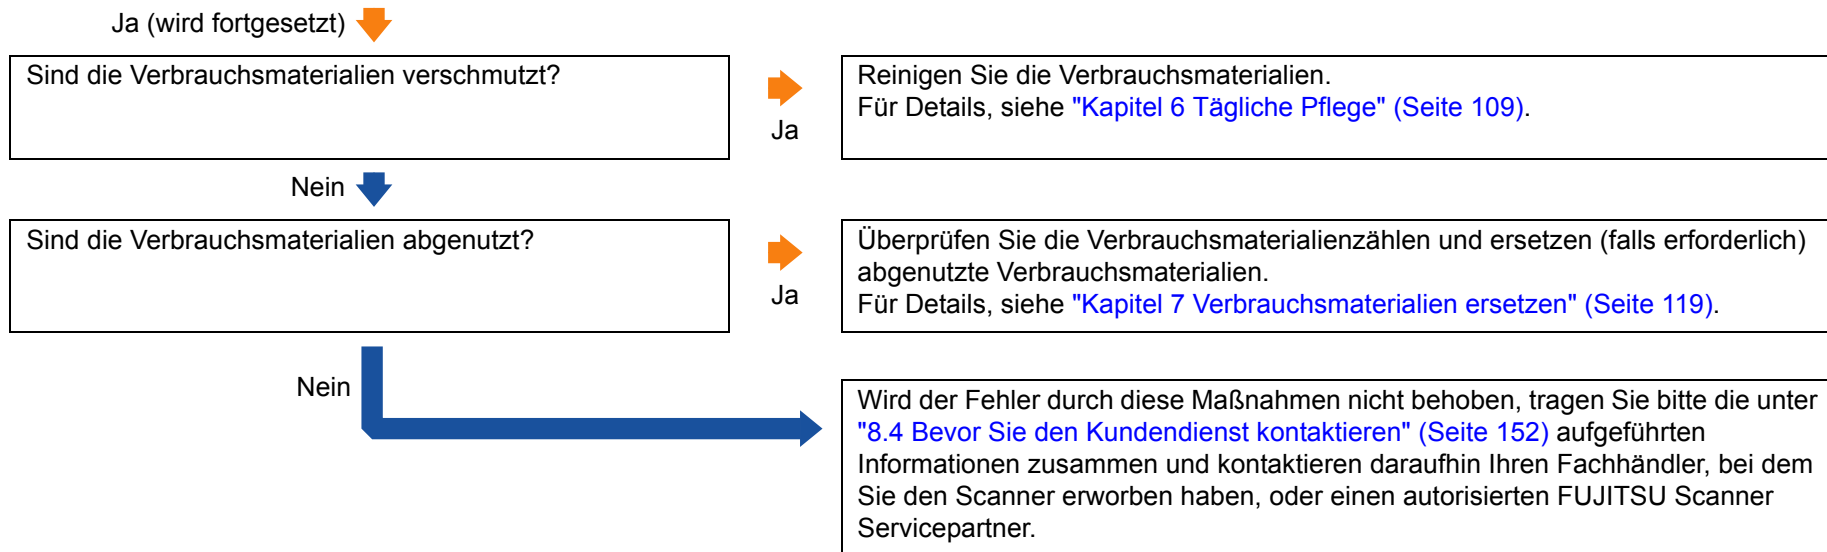 Ja (wird fortgesetzt)
Sind die Verbrauchsmaterialien verschmutzt?
Ja
Reinigen Sie die Verbrauchsmaterialien.
Für Details, siehe "Kapitel 6 Tägliche Pflege" (Seite 109).
Nein
Sind die Verbrauchsmaterialien abgenutzt?
Ja
Überprüfen Sie die Verbrauchsmaterialienzählen und ersetzen (falls erforderlich)
abgenutzte Verbrauchsmaterialien.
Für Details, siehe "Kapitel 7 Verbrauchsmaterialien ersetzen" (Seite 119).
Nein
Wird der Fehler durch diese Maßnahmen nicht behoben, tragen Sie bitte die unter
"8.4 Bevor Sie den Kundendienst kontaktieren" (Seite 152) aufgeführten
Informationen zusammen und kontaktieren daraufhin Ihren Fachhändler, bei dem
Sie den Scanner erworben haben, oder einen autorisierten FUJITSU Scanner
Servicepartner.